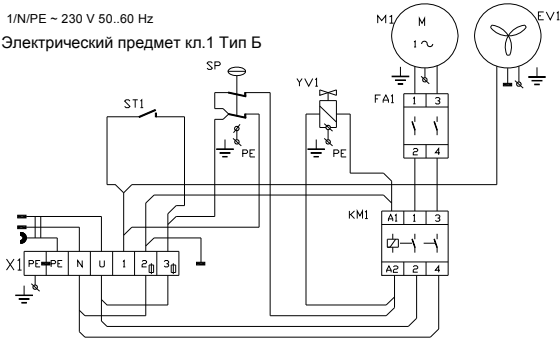 1/N/PE ~ 230 V 50..60 Hz
Электрический предмет кл.1 Тип Б
M1
M
1 ~
EV1
SP
YV1
ST1
FA1
1 3
2 4
PE
PE
KM1
A1 1 3
A2 2 4
X1 PE PE N U 1 2 3